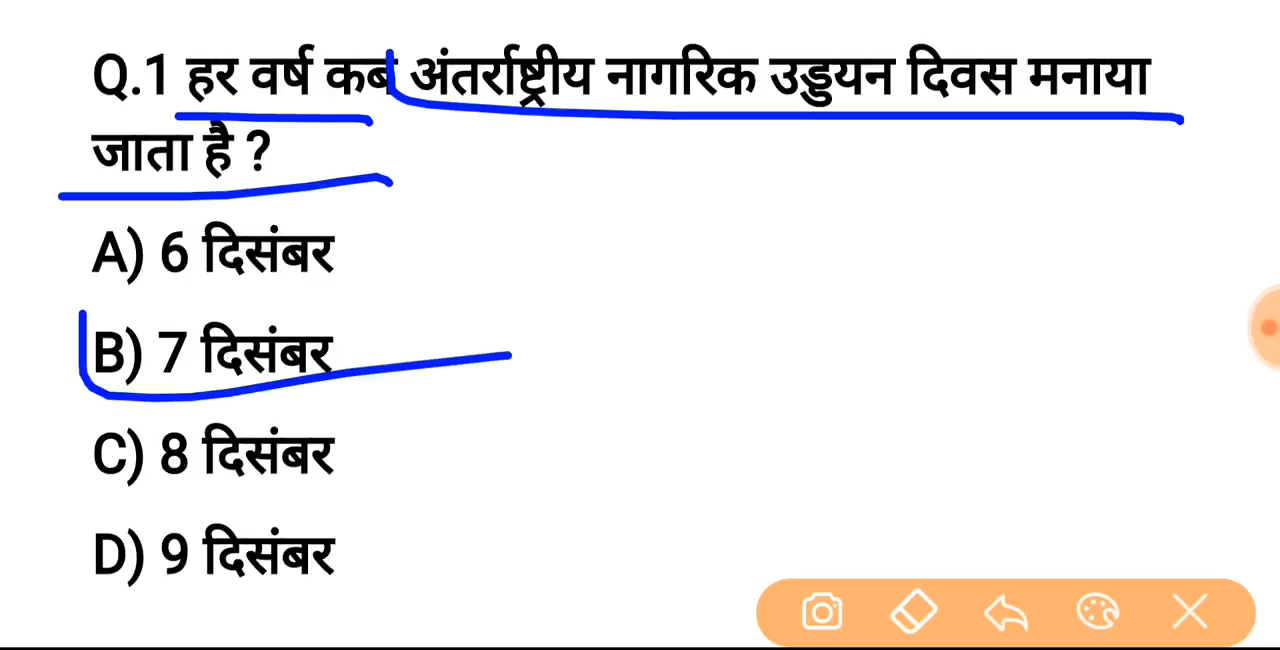 Q.1 हर वर्ष कब अंतर्राष्ट्रीय नागरिक उड्डयन दिवस मनाया
जाता है ?
A) 6 दिसंबर
B) 7 दिसंबर
C) 8 दिसंबर
D) 9 दिसंबर